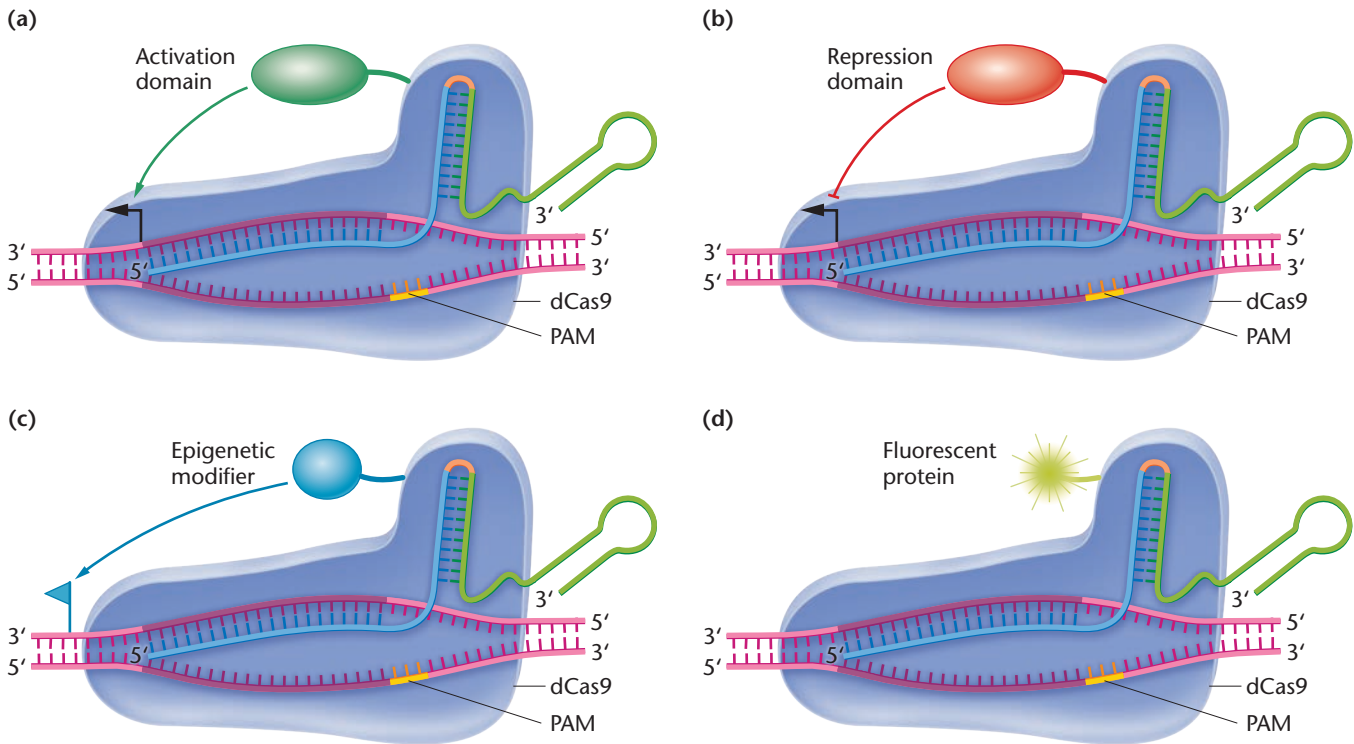 (a)
Activation
domain
3′
3′
5′
5′
5′
3′
dCas9
PAM
(b)
Repression
domain
3′
3′
5′
5′
5′
3′
dCas9
PAM
(c)
Epigenetic
modifier
3′
3′
5′
5′
5′
3′
dCas9
PAM
(d)
Fluorescent
protein
3′
3′
5′
5′
5′
3′
dCas9
PAM